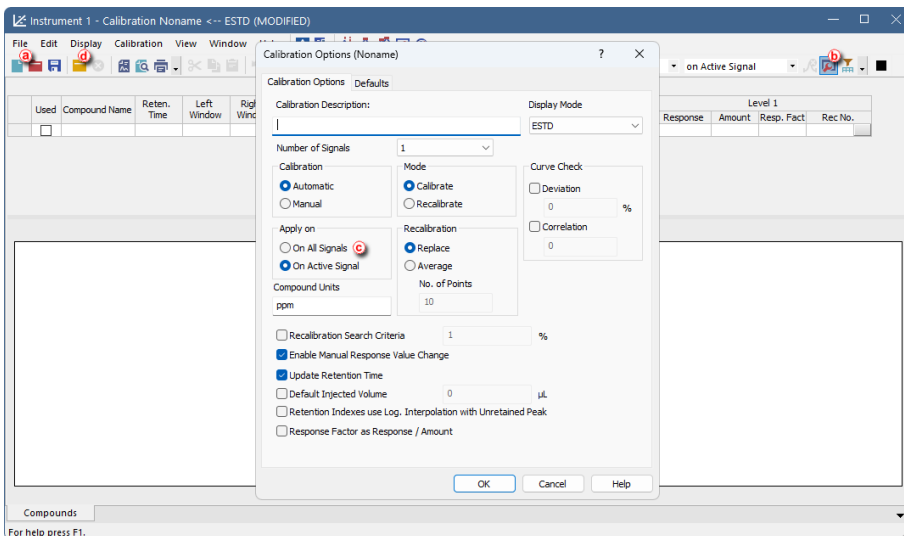 Instrument 1 - Calibration Noname <-- ESTD (MODIFIED)
File Edit Display Calibration View Window
a d b
on Active Signal
Calibration Options (Noname) ?
Calibration Options Defaults
Calibration Description: Display Mode
ESTD
Number of Signals 1
Calibration Mode Curve Check
Automatic Calibrate Deviation
Manual Recalibrate 0 %
Apply on Recalibration Correlation
On All Signals c Replace 0
On Active Signal Average
Compound Units No. of Points
ppm 10
Recalibration Search Criteria 1 %
Enable Manual Response Value Change
Update Retention Time
Default Injected Volume 0 µL
Retention Indexes use Log. Interpolation with Unretained Peak
Response Factor as Response / Amount
OK Cancel Help
Used Compound Name Reten. Time Left Window
Level 1
Response Amount Resp. Fact Rec No.
Compounds
For help press F1.